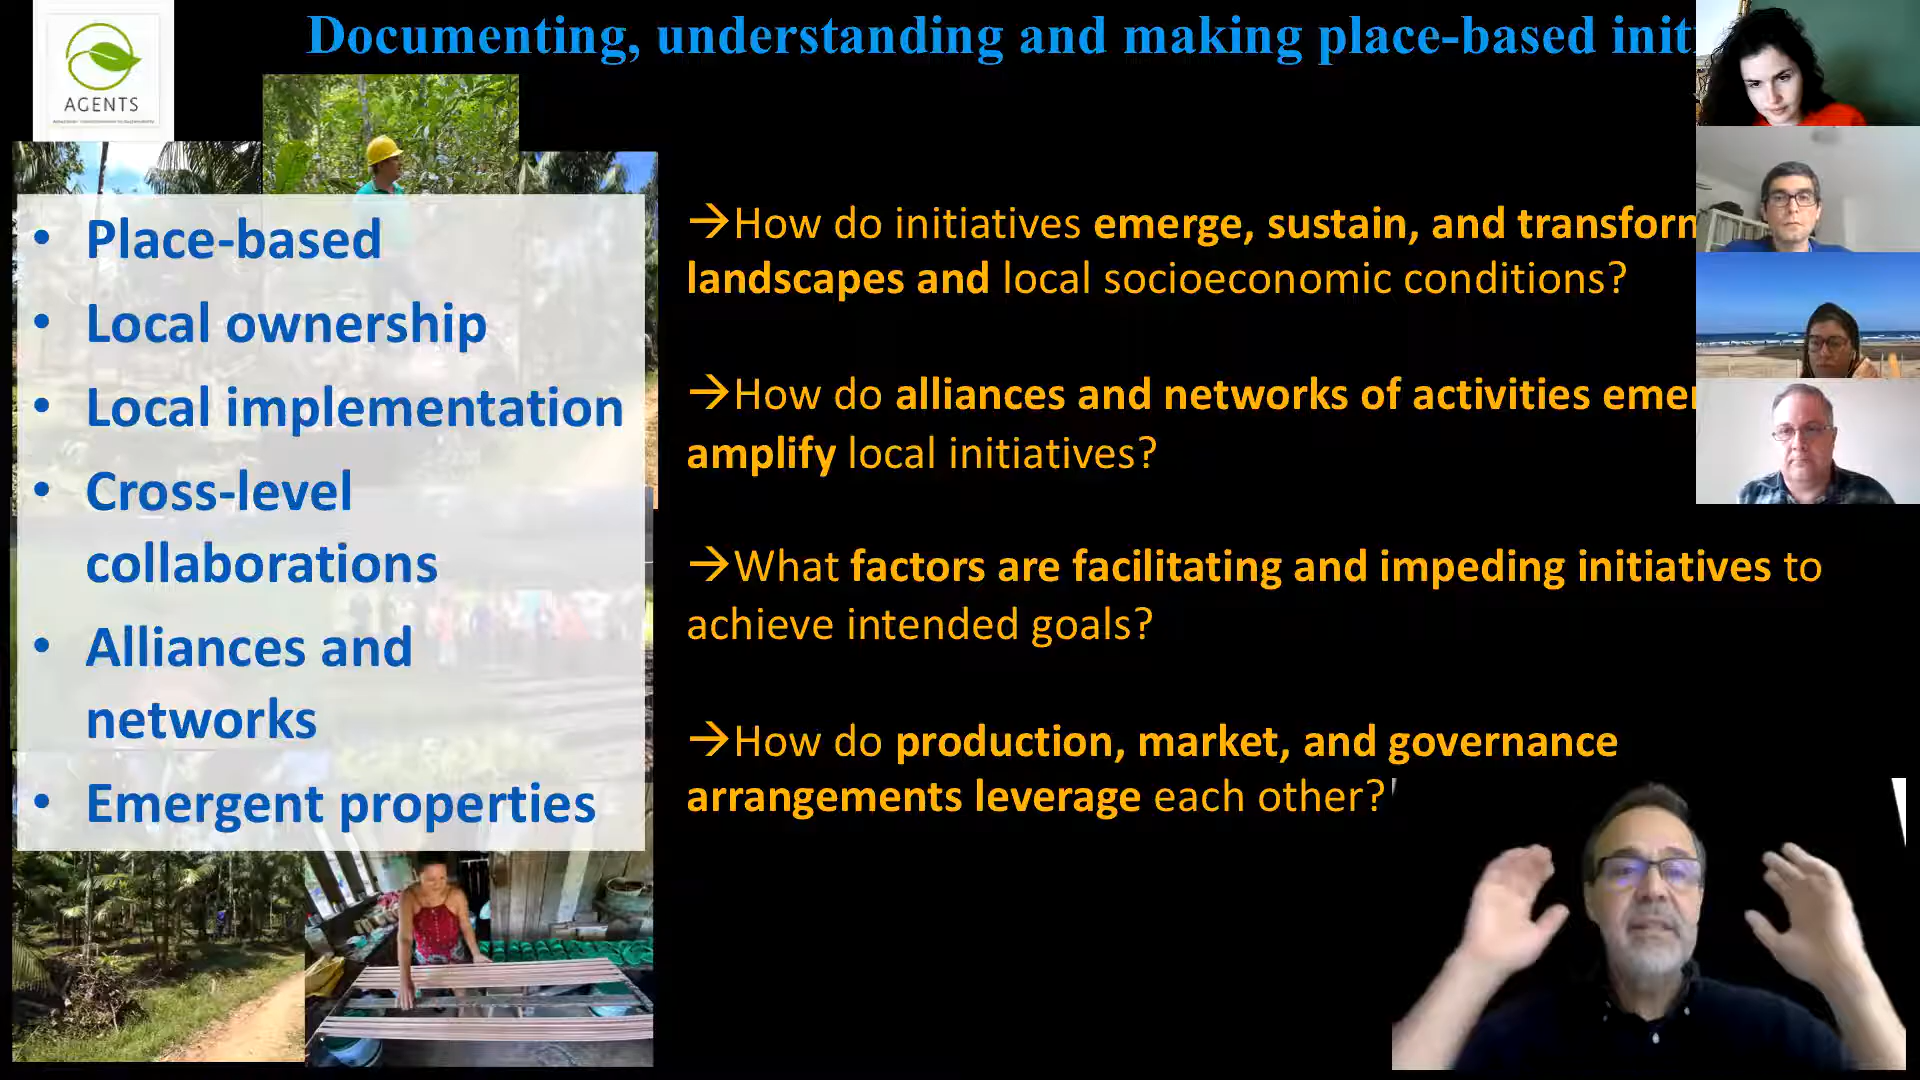 Documenting, understanding and making place-based initi
AGENTS
• Place-based
• Local ownership
• Local implementation
• Cross-level
collaborations
• Alliances and
networks
• Emergent properties
→How do initiatives emerge, sustain, and transform
landscapes and local socioeconomic conditions?
→How do alliances and networks of activities emer
amplify local initiatives?
→What factors are facilitating and impeding initiatives to
achieve intended goals?
→How do production, market, and governance
arrangements leverage each other?